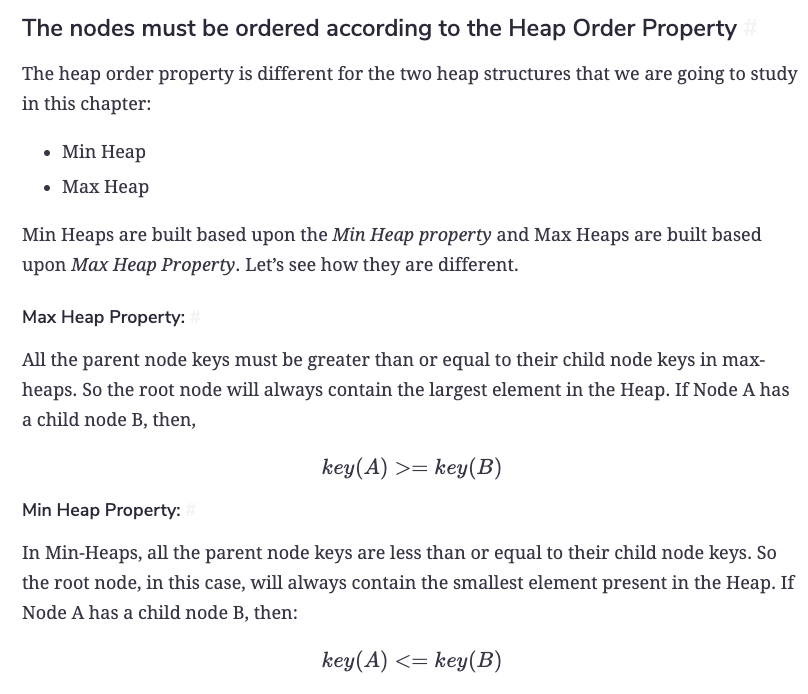 The nodes must be ordered according to the Heap Order Property #
The heap order property is different for the two heap structures that we are going to study
in this chapter:
• Min Heap
• Max Heap
Min Heaps are built based upon the Min Heap property and Max Heaps are built based
upon Max Heap Property. Let’s see how they are different.
Max Heap Property: #
All the parent node keys must be greater than or equal to their child node keys in max-
heaps. So the root node will always contain the largest element in the Heap. If Node A has
a child node B, then,
key(A) >= key(B)
Min Heap Property: #
In Min-Heaps, all the parent node keys are less than or equal to their child node keys. So
the root node, in this case, will always contain the smallest element present in the Heap. If
Node A has a child node B, then:
key(A) <= key(B)